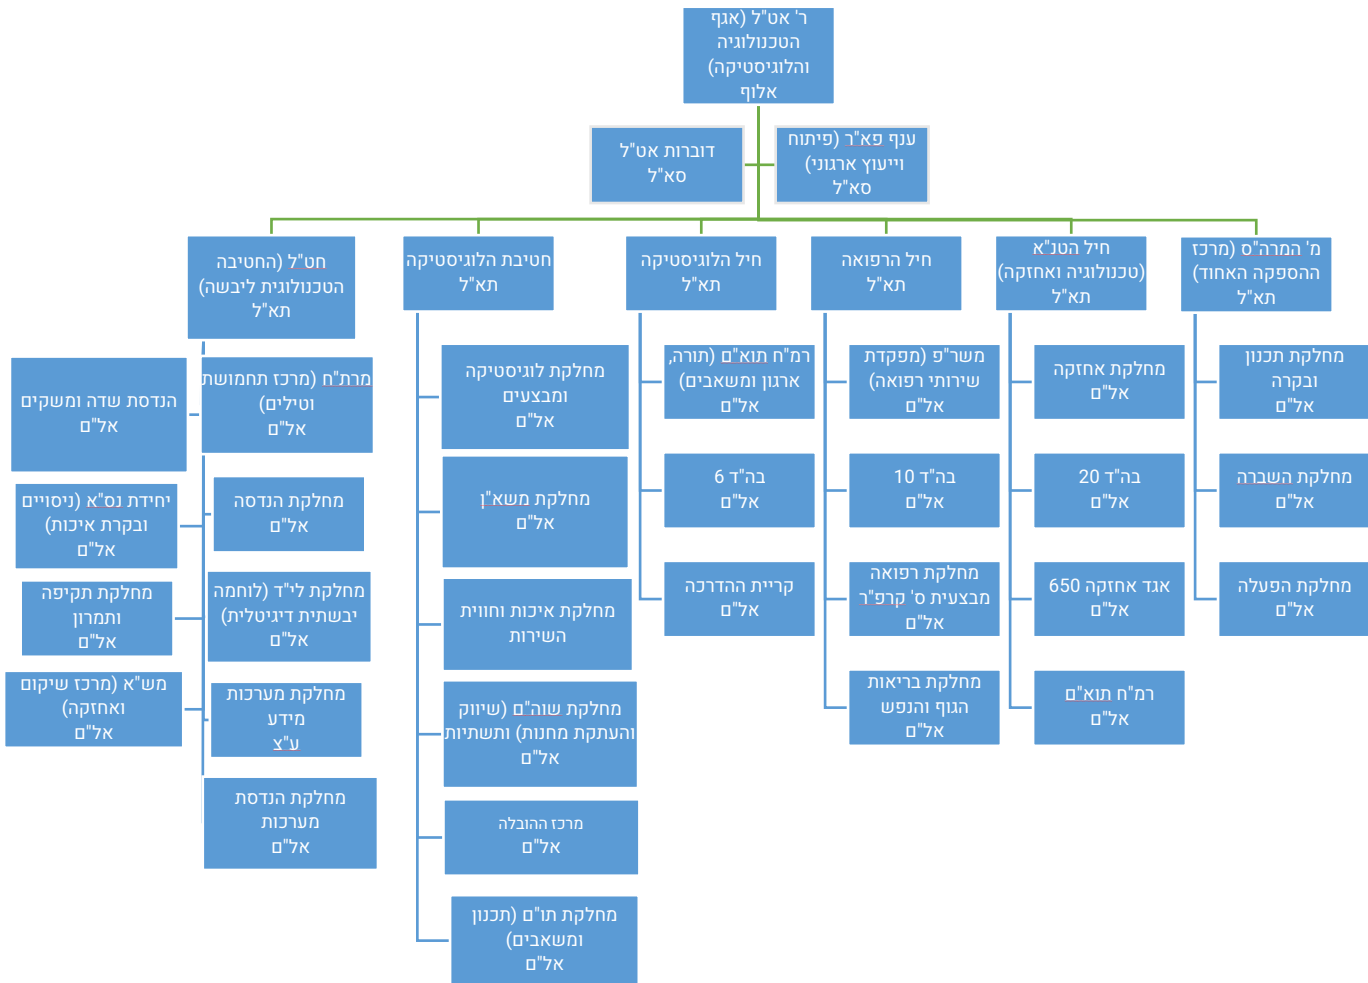 ר' אט"ל (אגף
הטכנולוגיה
והלוגיסטיקה)
אלוף
ענף פא"ר (פיתוח
וייעוץ ארגוני)
סא"ל
דוברות אט"ל
סא"ל
מ' המרה"ס (מרכז
ההספקה האחוד)
תא"ל
מחלקת תכנון
ובקרה
אל"ם
מחלקת השברה
אל"ם
מחלקת הפעלה
אל"ם
חיל הטנ"א
(טכנולוגיה ואחזקה)
תא"ל
מחלקת אחזקה
אל"ם
בה"ד 20
אל"ם
אגד אחזקה 650
אל"ם
רמ"ח תוא"ם
אל"ם
חיל הרפואה
תא"ל
משר"פ (מפקדת
שירותי רפואה)
אל"ם
בה"ד 10
אל"ם
מחלקת רפואה
מבצעית ס' קרפ"ר
אל"ם
מחלקת בריאות
הגוף והנפש
אל"ם
חיל הלוגיסטיקה
תא"ל
רמ"ח תוא"ם (תורה,
ארגון ומשאבים)
אל"ם
בה"ד 6
אל"ם
קריית ההדרכה
אל"ם
חטיבת הלוגיסטיקה
תא"ל
מחלקת לוגיסטיקה
ומבצעים
אל"ם
מחלקת משא"ן
אל"ם
מחלקת איכות וחווית
השירות
מחלקת שוה"ם (שיווק
והעתקת מחנות) ותשתיות
אל"ם
מרכז ההובלה
אל"ם
מחלקת תו"ם (תכנון
ומשאבים)
אל"ם
חט"ל (החטיבה
הטכנולוגית ליבשה)
תא"ל
מרת"ח (מרכז תחמושת
וטילים)
אל"ם
הנדסת שדה ומשקים
אל"ם
מחלקת הנדסה
אל"ם
יחידת נס"א (ניסויים
ובקרת איכות)
אל"ם
מחלקת לי"ד (לוחמה
יבשתית דיגיטלית)
אל"ם
מחלקת תקיפה
ותמרון
אל"ם
מחלקת מערכות
מידע
ע"צ
מש"א (מרכז שיקום
ואחזקה)
אל"ם
מחלקת הנדסת
מערכות
אל"ם